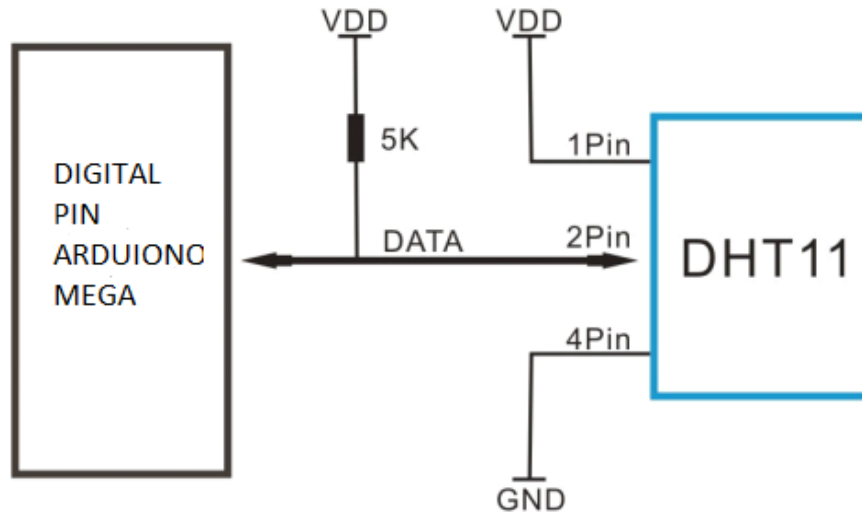 VDD
VDD
5K
1Pin
DIGITAL
PIN
ARDUIONO
MEGA
DATA
2Pin
DHT11
4Pin
GND